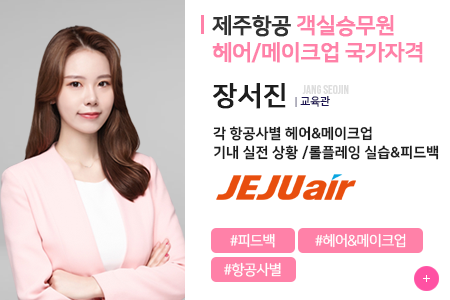 제주항공 객실승무원
헤어/메이크업 국가자격
JANG SEOJIN
장서진 | 교육관
각 항공사별 헤어&메이크업
기내 실전 상황 /롤플레잉 실습&피드백
JEJUair
#피드백 #헤어&메이크업
#항공사별
+